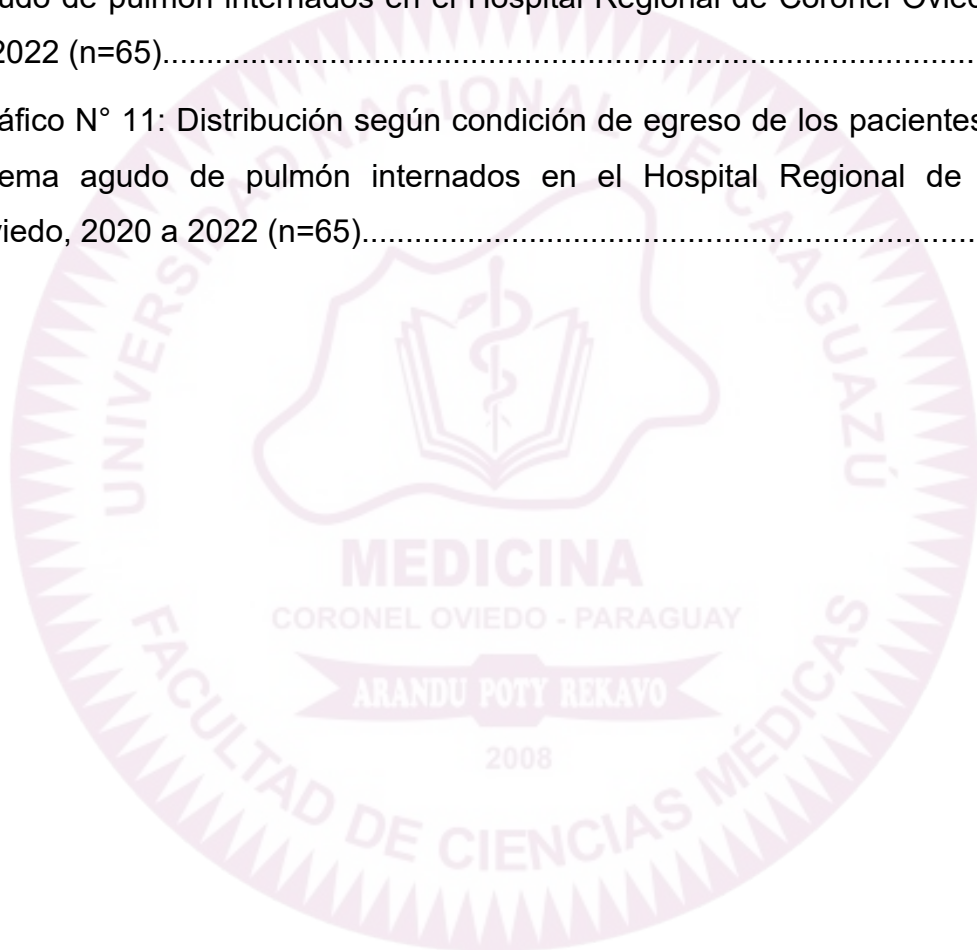 udo de pulmón internados en el Hospital Regional de Coronel Ovied
2022 (n=65)
áfico N° 11: Distribución según condición de egreso de los pacientes
ema agudo de pulmón internados en el Hospital Regional de
viedo, 2020 a 2022 (n=65)
UNIVERSIDAD NACIONAL DE CAAGUAZÚ
MEDICINA
CORONEL OVIEDO - PARAGUAY
ARANDU POTY REKAVO
2008
FACULTAD DE CIENCIAS MÉDICAS